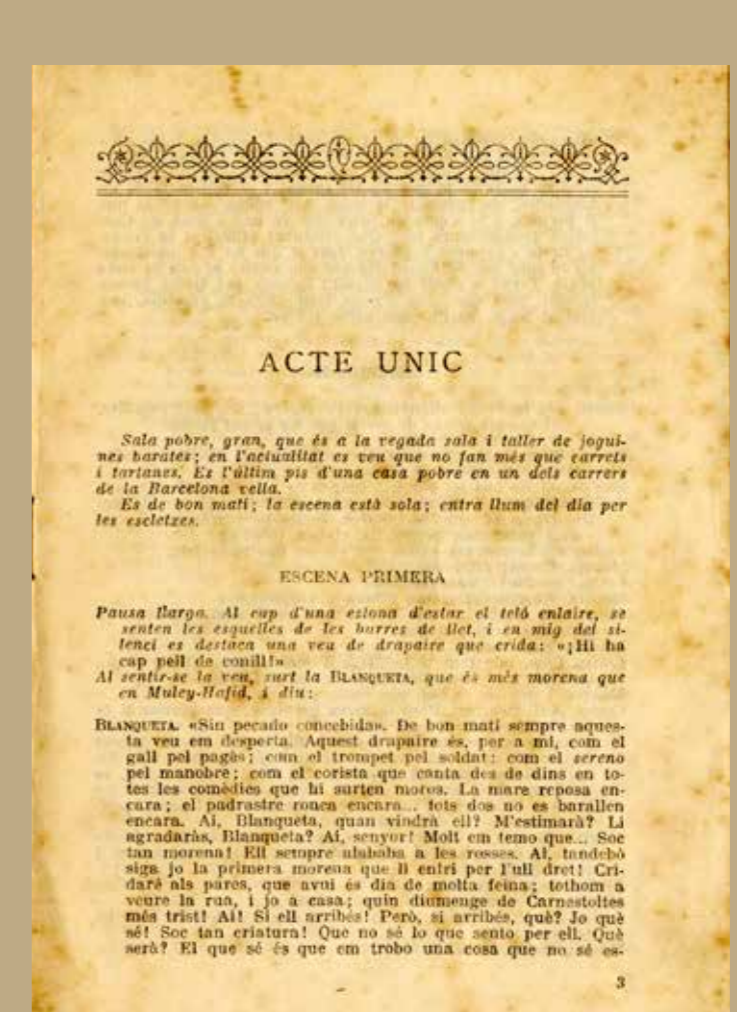 ACTE UNIC
Sala pobre, gran, que és a la vegada sala i taller de jogui-
nes barates; en l'actualitat es veu que no fan més que carrets
i tartanes. Es l'últim pis d'una casa pobre en un dels carrers
de la Barcelona vella.
Es de bon matí; la escena està sola; entra llum del dia per
les escletxes.
ESCENA PRIMERA
Pausa llarga. Al cap d'una estona d'estar el teló enlaire, se
senten les esquelles de les burres de llet, i en mig del si-
lenci es destaca una veu de drapaire que crida: «¡Hi ha
cap pell de conill!»
Al sentir-se la veu, surt la BLANQUETA, que és més morena que
en Muley-Hafid, i diu:
BLANQUETA. «Sin pecado concebida». De bon matí sempre aques-
ta veu em desperta. Aquest drapaire és, per a mi, com el
gall pel pagès; com el trompet pel soldat; com el sereno
pel manobre; com el corista que canta des de dins en to-
tes les comèdies que hi surten moros. La mare reposa en-
cara; el padrastre ronca encara... tots dos no es barallen
encara. Ai, Blanqueta, quan vindrà ell? M'estimarà? Li
agradaràs, Blanqueta? Ai, senyor! Molt em temo que... Soc
tan morena! Ell sempre alababa a les rosses. Ai, tandebò
siga jo la primera morena que li entri per l'ull dret! Cri-
daré als pares, que avui és dia de molta feina; tothom a
veure la rua, i jo a casa; quin diumenge de Carnestoltes
més trist! Ai! Si ell arribés! Però, si arribés, què? Jo què
sé! Soc tan criatura! Que no sé lo que sento per ell. Què
serà? El que sé és que em trobo una cosa que no sé es-
3